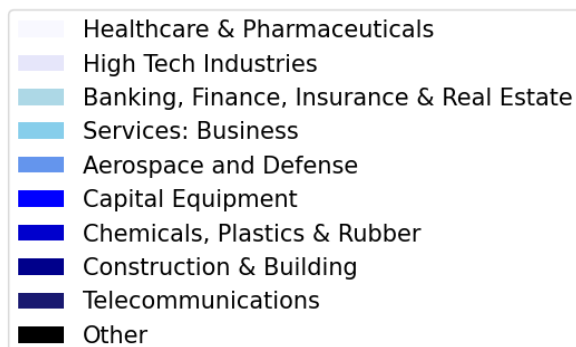 Healthcare & Pharmaceuticals
High Tech Industries
Banking, Finance, Insurance & Real Estate
Services: Business
Aerospace and Defense
Capital Equipment
Chemicals, Plastics & Rubber
Construction & Building
Telecommunications
Other